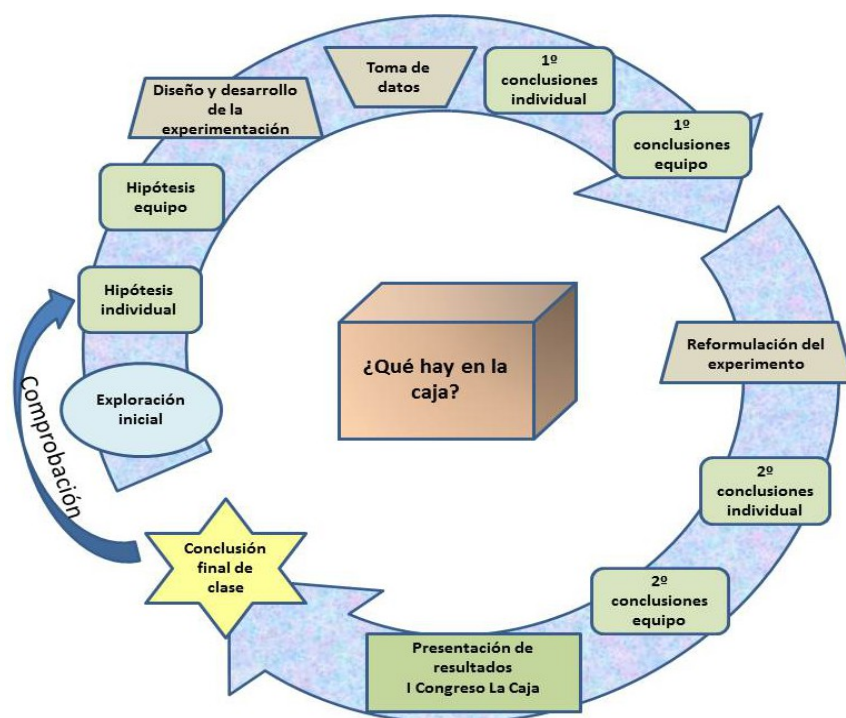 Exploración
inicial
Hipótesis
individual
Hipótesis
equipo
Diseño y desarrollo
de la
experimentación
Toma de
datos
1º
conclusiones
individual
1º
conclusiones
equipo
Reformulación del
experimento
2º
conclusiones
individual
2º
conclusiones
equipo
Presentación de
resultados
I Congreso La Caja
Conclusión
final de
clase
Comprobación
¿Qué hay en la
caja?